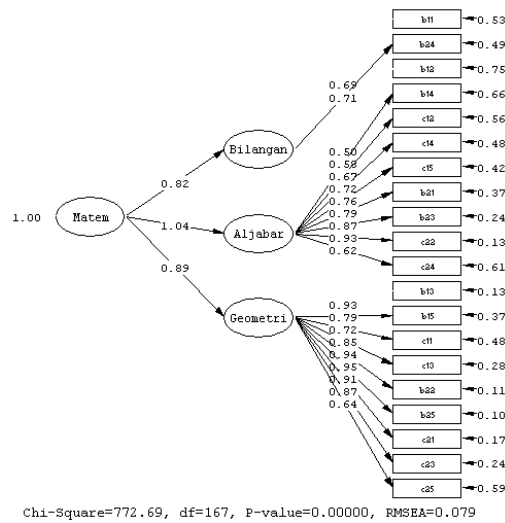 b11 0.53
b24 0.49
b12 0.75
0.69
0.71
b14 0.66
c12 0.56
c14 0.48
c15 0.42
b21 0.37
b23 0.24
c22 0.13
c24 0.61
Bilangan
0.50
0.58
0.67
0.72
0.76
0.79
0.87
0.93
0.62
0.82
1.00 Matem
1.04
Aljabar
0.89
b13 0.13
b15 0.37
c11 0.48
c13 0.28
b22 0.11
b25 0.10
c21 0.17
c23 0.24
c25 0.59
Geometri
0.93
0.79
0.72
0.85
0.94
0.95
0.91
0.87
0.64
Chi-Square=772.69, df=167, P-value=0.00000, RMSEA=0.079